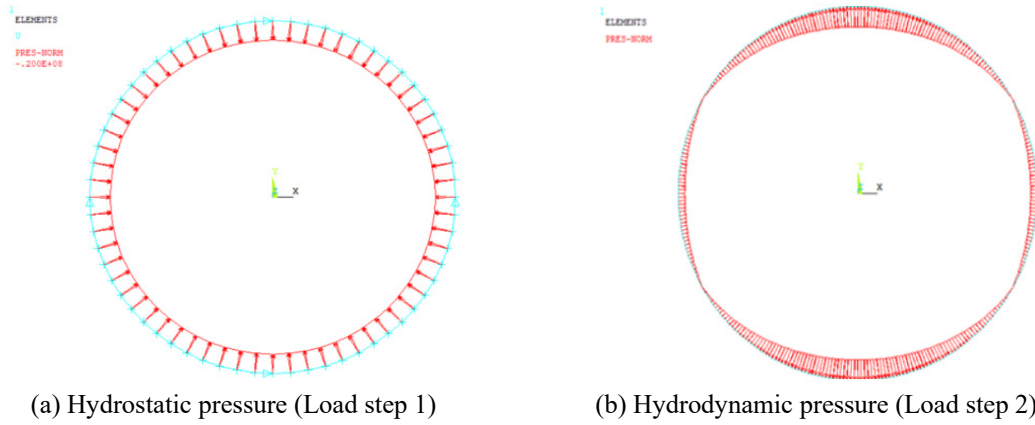 1
ELEMENTS
U
PRES-NORM
-.200E+08
Y
Z X
(a) Hydrostatic pressure (Load step 1)
1
ELEMENTS
PRES-NORM
Y
Z X
(b) Hydrodynamic pressure (Load step 2)